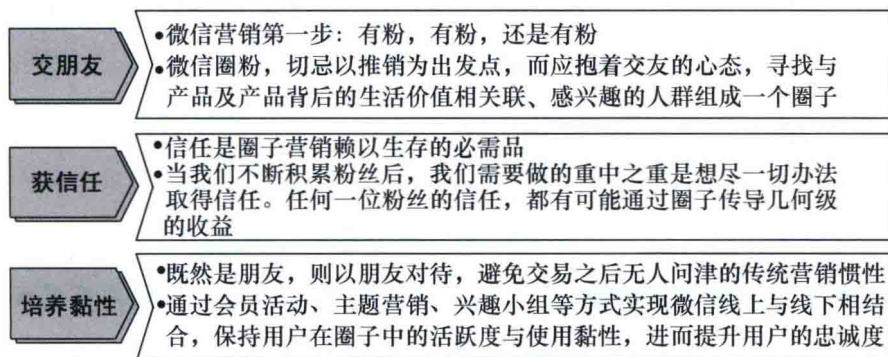 交朋友
•微信营销第一步：有粉，有粉，还是有粉
•微信圈粉，切忌以推销为出发点，而应抱着交友的心态，寻找与
产品及产品背后的生活价值相关联、感兴趣的人群组成一个圈子
获信任
•信任是圈子营销赖以生存的必需品
•当我们不断积累粉丝后，我们需要做的重中之重是想尽一切办法
取得信任。任何一位粉丝的信任，都有可能通过圈子传导几何级
的收益
培养黏性
•既然是朋友，则以朋友对待，避免交易之后无人问津的传统营销惯性
•通过会员活动、主题营销、兴趣小组等方式实现微信线上与线下相结
合，保持用户在圈子中的活跃度与使用黏性，进而提升用户的忠诚度